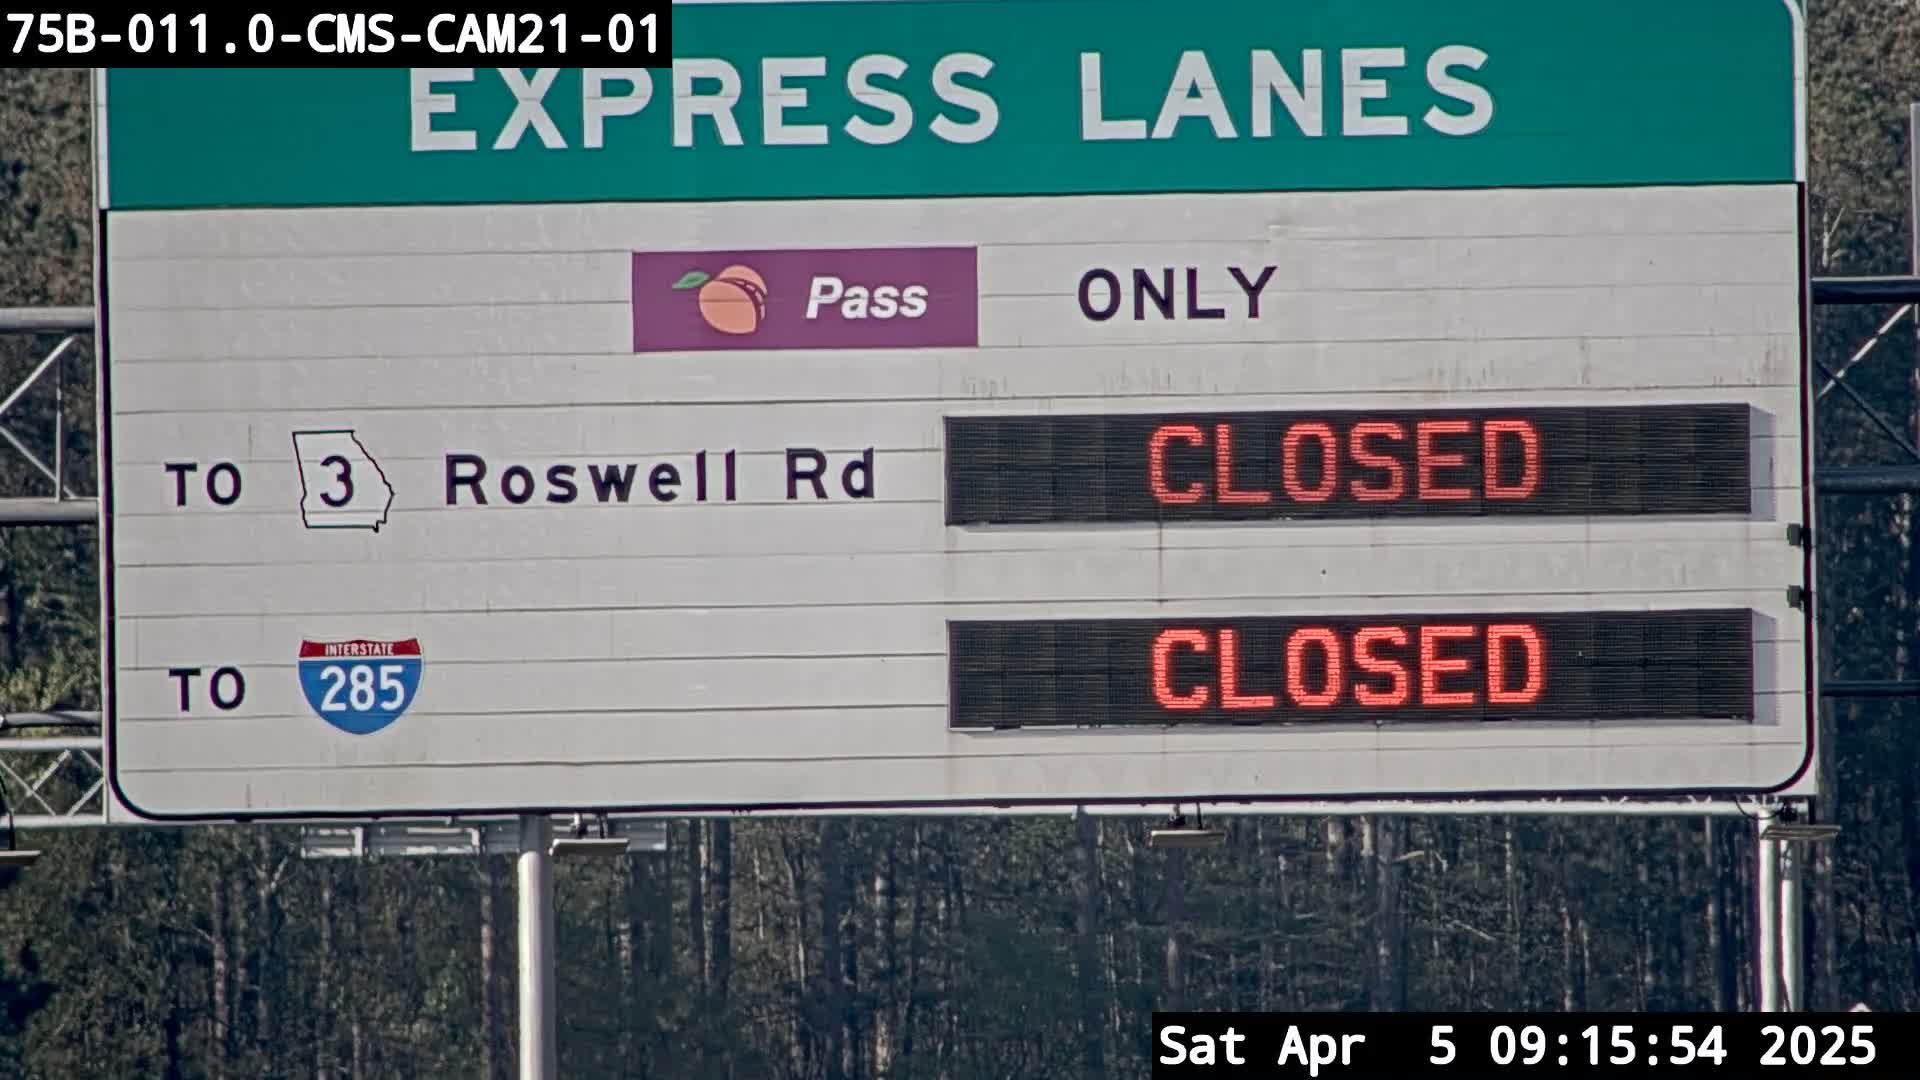 75B-011.0-CMS-CAM21-01
EXPRESS LANES
Pass ONLY
TO 3 Roswell Rd CLOSED
TO INTERSTATE 285 CLOSED
Sat Apr 5 09:15:54 2025